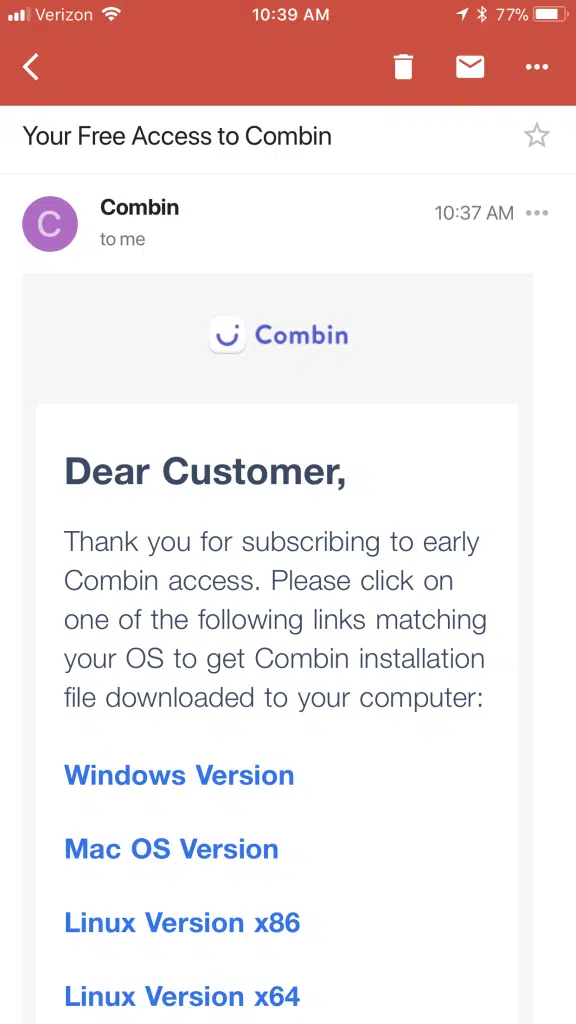 Verizon 10:39 AM 77%
Your Free Access to Combin
C
Combin
10:37 AM
to me
Combin
Dear Customer,
Thank you for subscribing to early
Combin access. Please click on
one of the following links matching
your OS to get Combin installation
file downloaded to your computer:
Windows Version
Mac OS Version
Linux Version x86
Linux Version x64